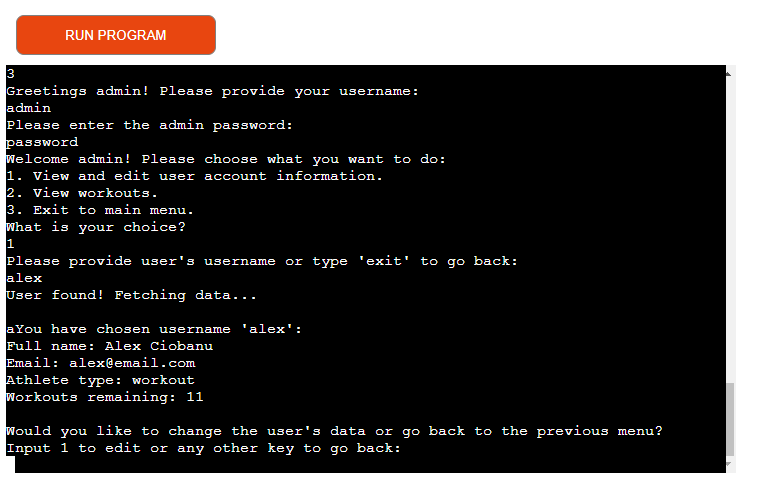 RUN PROGRAM
3
Greetings admin! Please provide your username:
admin
Please enter the admin password:
password
Welcome admin! Please choose what you want to do:
1. View and edit user account information.
2. View workouts.
3. Exit to main menu.
What is your choice?
1
Please provide user's username or type 'exit' to go back:
alex
User found! Fetching data...
aYou have chosen username 'alex':
Full name: Alex Ciobanu
Email: alex@email.com
Athlete type: workout
Workouts remaining: 11
Would you like to change the user's data or go back to the previous menu?
Input 1 to edit or any other key to go back: